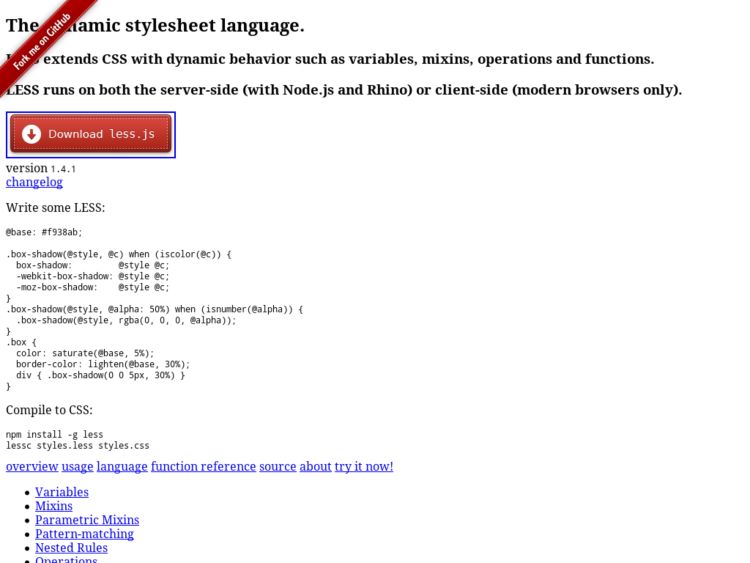 The namic stylesheet language.
Fork me on GitHub
extends CSS with dynamic behavior such as variables, mixins, operations and functions.
LESS runs on both the server-side (with Node.js and Rhino) or client-side (modern browsers only).
Download less.js
version 1.4.1
changelog
Write some LESS:
@base: #f938ab;
.box-shadow(@style, @c) when (iscolor(@c)) {
  box-shadow:         @style @c;
  -webkit-box-shadow: @style @c;
  -moz-box-shadow:    @style @c;
}
.box-shadow(@style, @alpha: 50%) when (isnumber(@alpha)) {
  .box-shadow(@style, rgba(0, 0, 0, @alpha));
}
.box {
  color: saturate(@base, 5%);
  border-color: lighten(@base, 30%);
  div { .box-shadow(0 0 5px, 30%) }
}
Compile to CSS:
npm install -g less
lessc styles.less styles.css
overview usage language function reference source about try it now!
Variables
Mixins
Parametric Mixins
Pattern-matching
Nested Rules
Operations